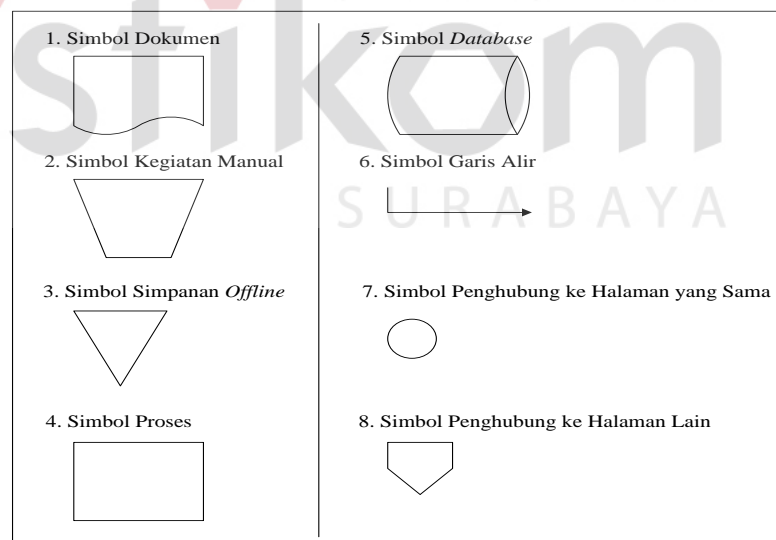 stikom
SURABAYA
1. Simbol Dokumen
2. Simbol Kegiatan Manual
3. Simbol Simpanan Offline
4. Simbol Proses
5. Simbol Database
6. Simbol Garis Alir
7. Simbol Penghubung ke Halaman yang Sama
8. Simbol Penghubung ke Halaman Lain